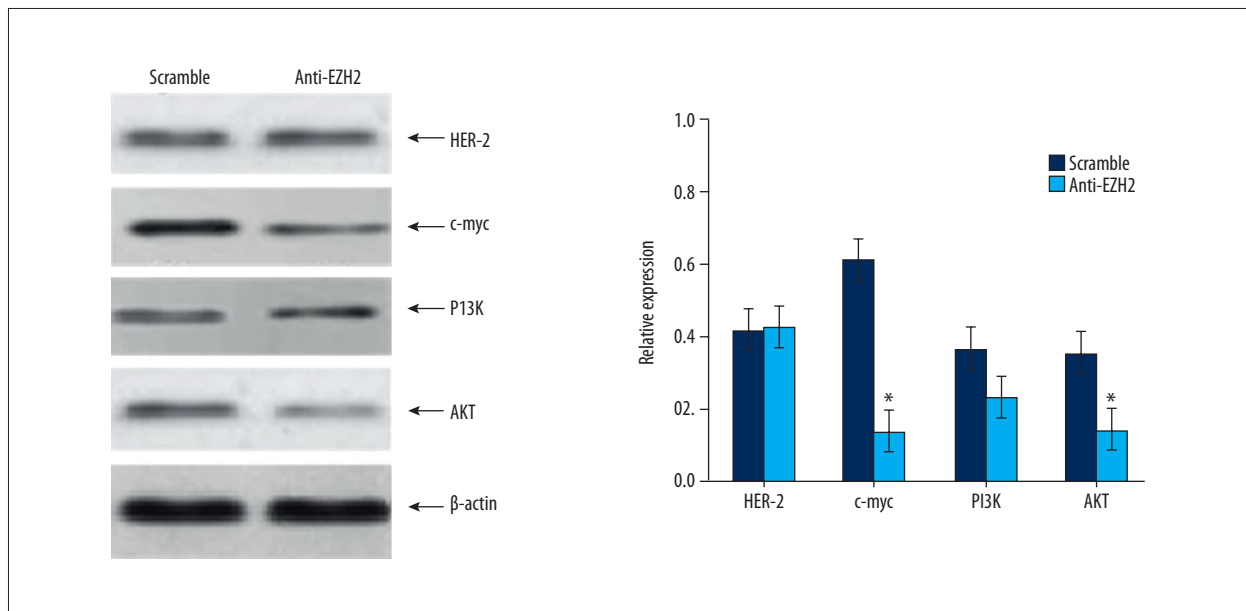 Scramble Anti-EZH2
HER-2
c-myc
P13K
AKT
β-actin
Relative expression
1.0
0.8
0.6
0.4
02.
0.0
Scramble
Anti-EZH2
*
*
HER-2 c-myc PI3K AKT